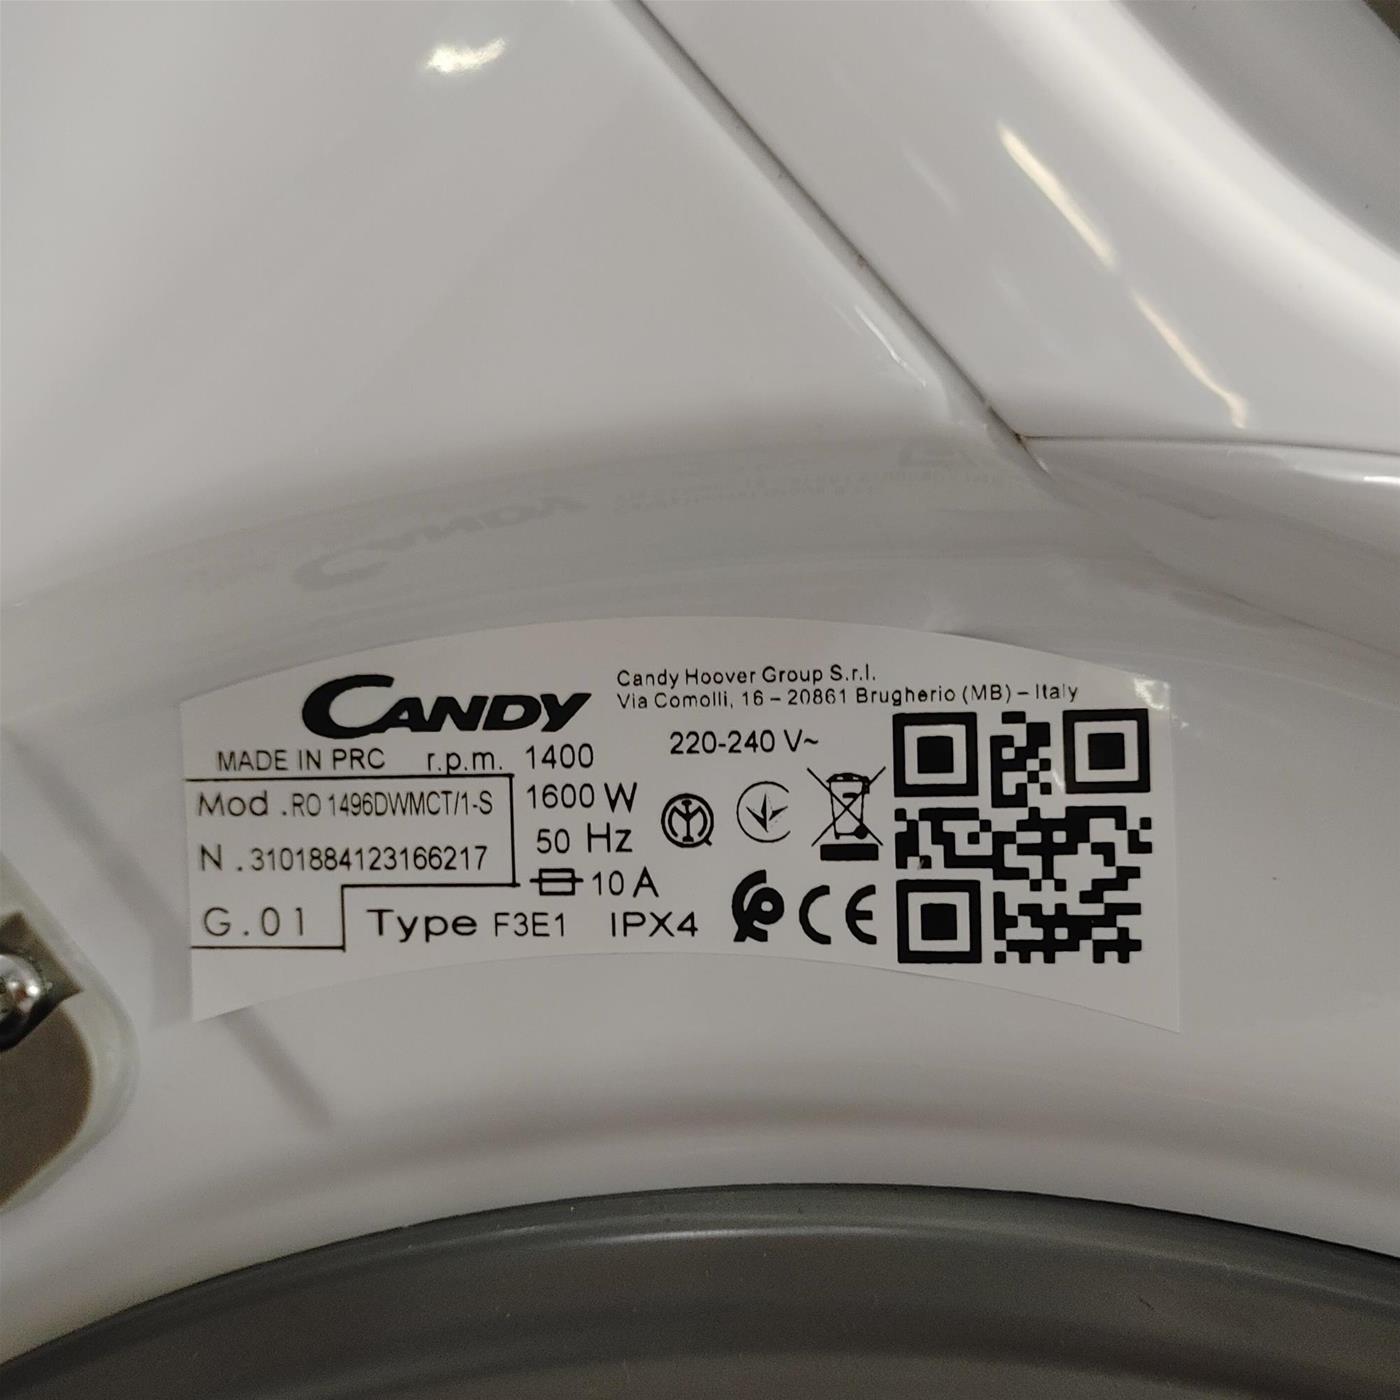 CANDY
Candy Hoover Group S.r.l.
Via Comolli, 16 – 20861 Brugherio (MB) – Italy
MADE IN PRC r.p.m. 1400 220-240 V~
Mod .RO 1496DWMCT/1-S 1600 W
50 Hz
N .3101884123166217
10 A
G.01 Type F3E1 IPX4 CE